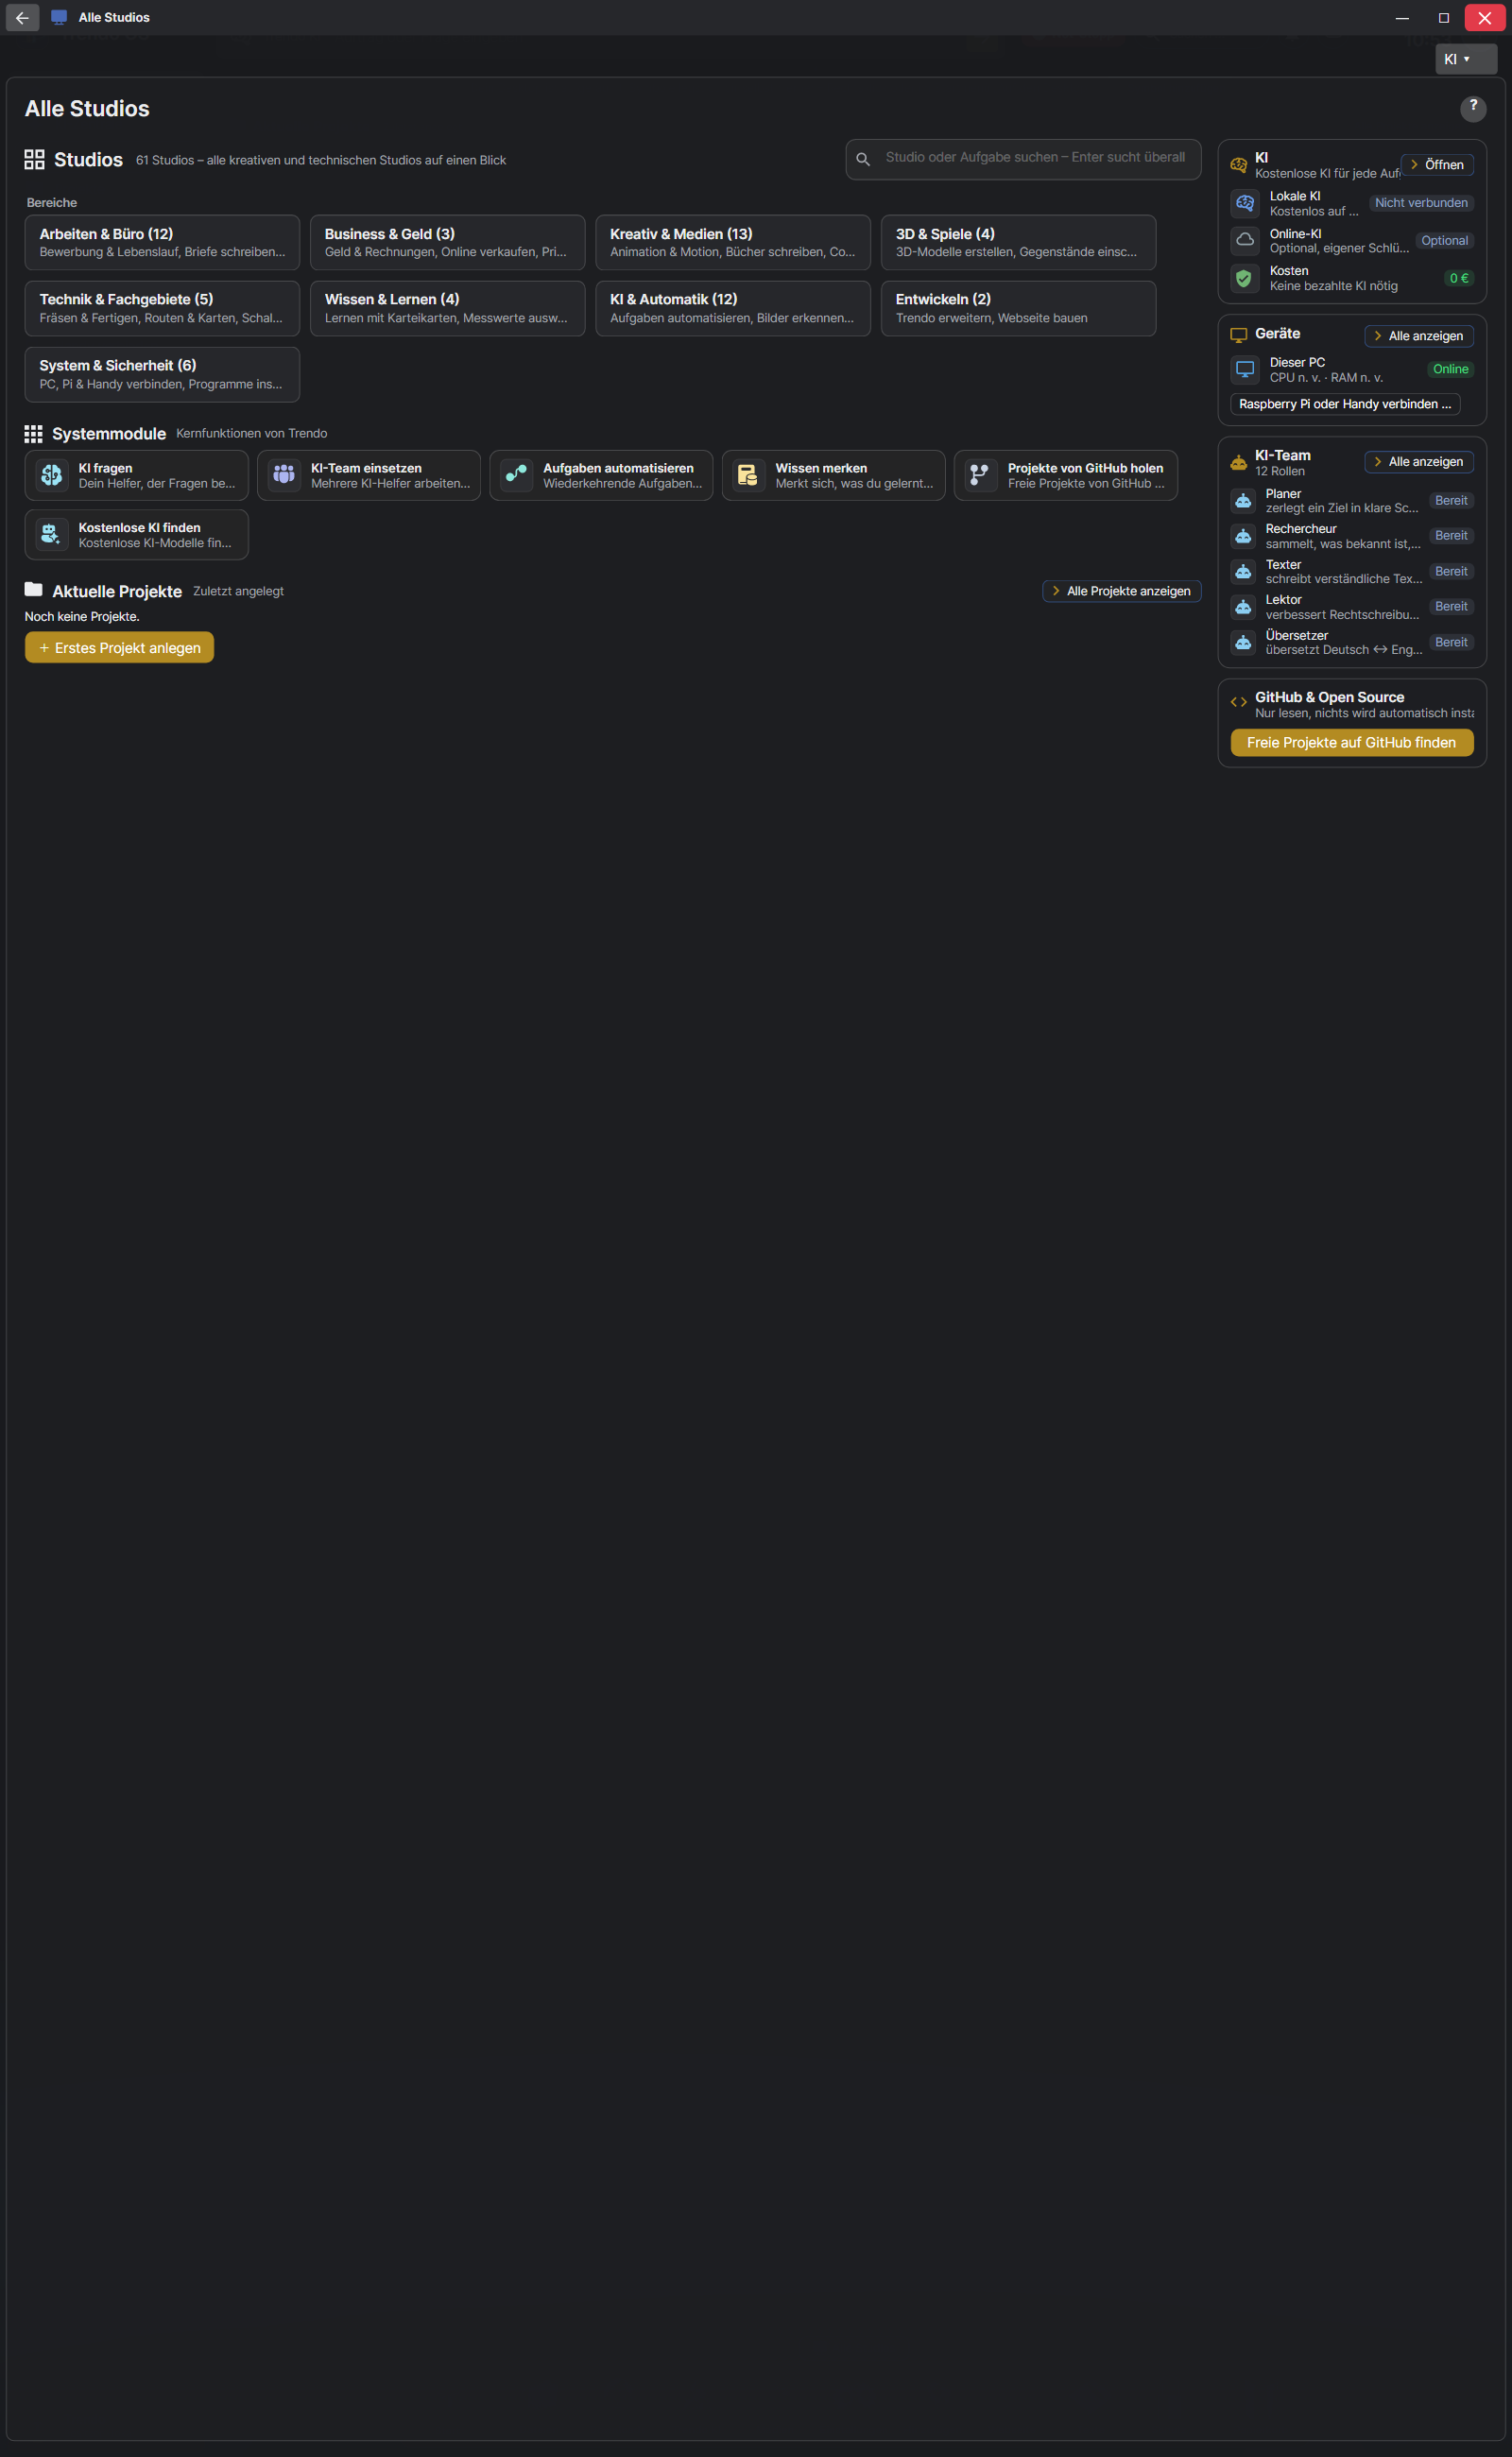 Alle Studios
KI ▾
Alle Studios
?
Studios 61 Studios – alle kreativen und technischen Studios auf einen Blick
Studio oder Aufgabe suchen – Enter sucht überall
Bereiche
Arbeiten & Büro (12)
Bewerbung & Lebenslauf, Briefe schreiben...
Business & Geld (3)
Geld & Rechnungen, Online verkaufen, Pri...
Kreativ & Medien (13)
Animation & Motion, Bücher schreiben, Co...
3D & Spiele (4)
3D-Modelle erstellen, Gegenstände einsc...
Technik & Fachgebiete (5)
Fräsen & Fertigen, Routen & Karten, Schal...
Wissen & Lernen (4)
Lernen mit Karteikarten, Messwerte ausw...
KI & Automatik (12)
Aufgaben automatisieren, Bilder erkennen...
Entwickeln (2)
Trendo erweitern, Webseite bauen
System & Sicherheit (6)
PC, Pi & Handy verbinden, Programme ins...
Systemmodule Kernfunktionen von Trendo
KI fragen
Dein Helfer, der Fragen be...
KI-Team einsetzen
Mehrere KI-Helfer arbeiten...
Aufgaben automatisieren
Wiederkehrende Aufgaben...
Wissen merken
Merkt sich, was du gelernt...
Projekte von GitHub holen
Freie Projekte von GitHub ...
Kostenlose KI finden
Kostenlose KI-Modelle fin...
Aktuelle Projekte Zuletzt angelegt
Alle Projekte anzeigen
Noch keine Projekte.
+ Erstes Projekt anlegen
KI
Kostenlose KI für jede Auf
Öffnen
Lokale KI
Kostenlos auf ...
Nicht verbunden
Online-KI
Optional, eigener Schlü...
Optional
Kosten
Keine bezahlte KI nötig
0 €
Geräte
Alle anzeigen
Dieser PC
CPU n. v. · RAM n. v.
Online
Raspberry Pi oder Handy verbinden ...
KI-Team
12 Rollen
Alle anzeigen
Planer
zerlegt ein Ziel in klare Sc...
Bereit
Rechercheur
sammelt, was bekannt ist,...
Bereit
Texter
schreibt verständliche Tex...
Bereit
Lektor
verbessert Rechtschreibu...
Bereit
Übersetzer
übersetzt Deutsch ↔ Eng...
Bereit
GitHub & Open Source
Nur lesen, nichts wird automatisch insta
Freie Projekte auf GitHub finden